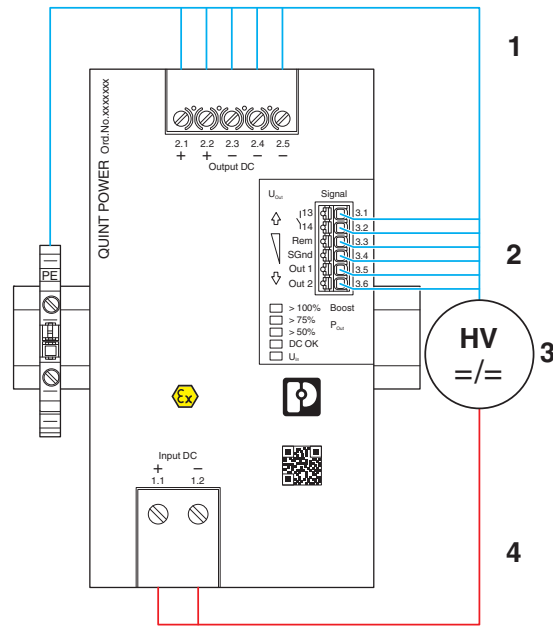 1
QUINT POWER Ord.No.xxxxxxx
2.1 2.2 2.3 2.4 2.5
+ + – – –
Output DC
UOut Signal
13 3.1
14 3.2
Rem 3.3
SGnd 3.4
Out 1 3.5
Out 2 3.6
2
PE
> 100% Boost
> 75%
> 50% POut
DC OK
UIn
HV
=/=
3
Ex
Input DC
+ –
1.1 1.2
4